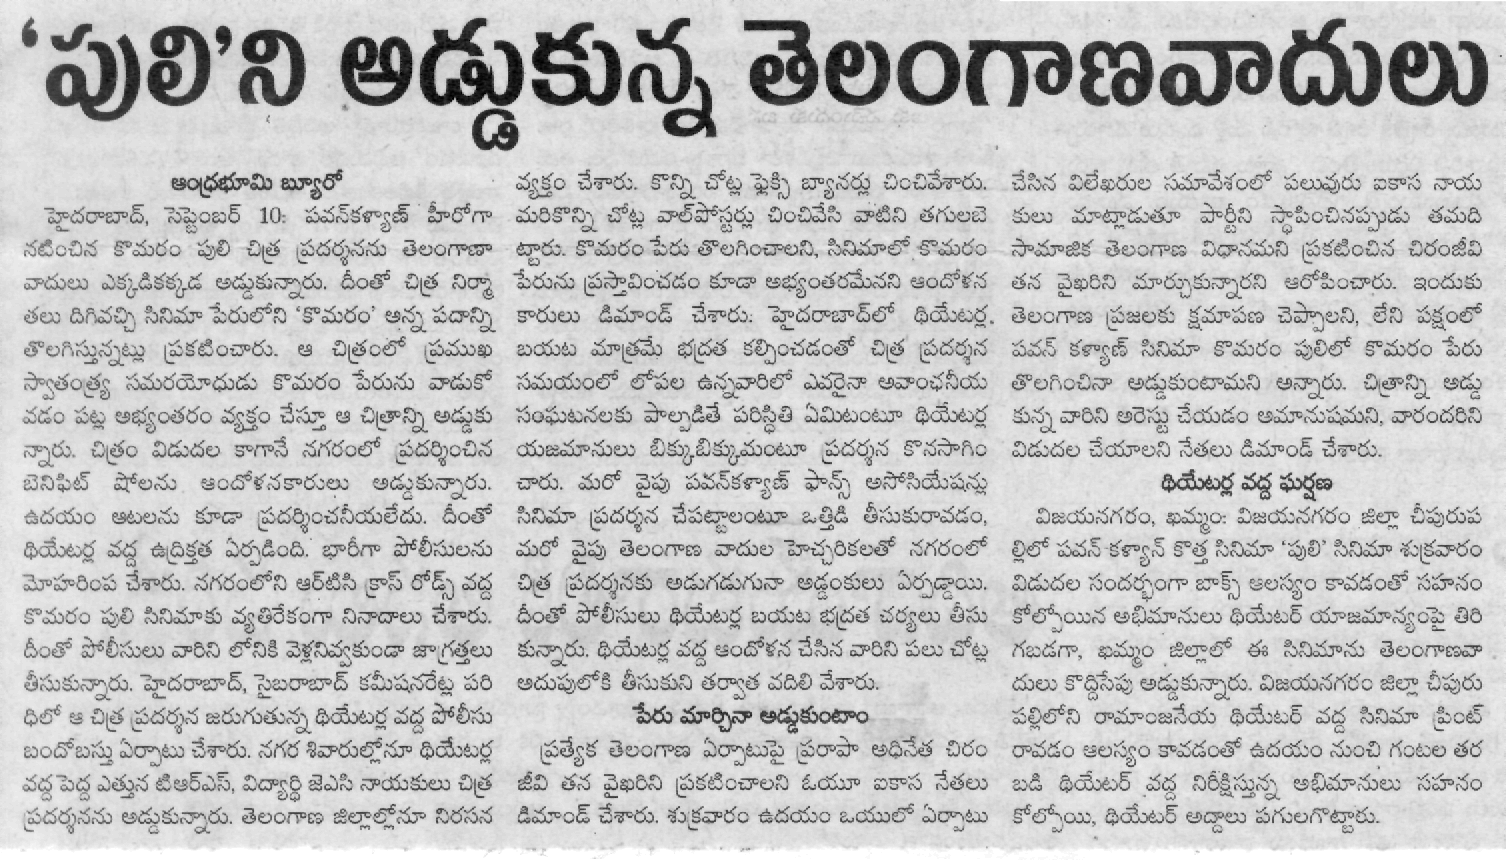 ‘పులి’ని అడ్డుకున్న తెలంగాణవాదులు
ఆంధ్రభూమి బ్యూరో
హైదరాబాద్, సెప్టెంబర్ 10: పవన్‌కళ్యాణ్ హీరోగా
నటించిన కొమరం పులి చిత్ర ప్రదర్శనను తెలంగాణా
వాదులు ఎక్కడికక్కడ అడ్డుకున్నారు. దీంతో చిత్ర నిర్మా
తలు దిగివచ్చి సినిమా పేరులోని ‘కొమరం’ అన్న పదాన్ని
తొలగిస్తున్నట్లు ప్రకటించారు. ఆ చిత్రంలో ప్రముఖ
స్వాతంత్ర్య సమరయోధుడు కొమరం పేరును వాడుకో
వడం పట్ల అభ్యంతరం వ్యక్తం చేస్తూ ఆ చిత్రాన్ని అడ్డుకు
న్నారు. చిత్రం విడుదల కాగానే నగరంలో ప్రదర్శించిన
బెనిఫిట్ షోలను ఆందోళనకారులు అడ్డుకున్నారు.
ఉదయం ఆటలను కూడా ప్రదర్శించనీయలేదు. దీంతో
థియేటర్ల వద్ద ఉద్రిక్తత ఏర్పడింది. భారీగా పోలీసులను
మోహరింప చేశారు. నగరంలోని ఆర్‌టిసి క్రాస్ రోడ్స్ వద్ద
కొమరం పులి సినిమాకు వ్యతిరేకంగా నినాదాలు చేశారు.
దీంతో పోలీసులు వారిని లోనికి వెళ్లనివ్వకుండా జాగ్రత్తలు
తీసుకున్నారు. హైదరాబాద్, సైబరాబాద్ కమీషనరేట్ల పరి
ధిలో ఆ చిత్ర ప్రదర్శన జరుగుతున్న థియేటర్ల వద్ద పోలీసు
బందోబస్తు ఏర్పాటు చేశారు. నగర శివారుల్లోనూ థియేటర్ల
వద్ద పెద్ద ఎత్తున టిఆర్‌ఎస్, విద్యార్థి జెఎసి నాయకులు చిత్ర
ప్రదర్శనను అడ్డుకున్నారు. తెలంగాణ జిల్లాల్లోనూ నిరసన
వ్యక్తం చేశారు. కొన్ని చోట్ల ఫ్లెక్సి బ్యానర్లు చించివేశారు.
మరికొన్ని చోట్ల వాల్‌పోస్టర్లు చించివేసి వాటిని తగులబె
ట్టారు. కొమరం పేరు తొలగించాలని, సినిమాలో కొమరం
పేరును ప్రస్తావించడం కూడా అభ్యంతరమేనని ఆందోళన
కారులు డిమాండ్ చేశారు. హైదరాబాద్‌లో థియేటర్ల
బయట మాత్రమే భద్రత కల్పించడంతో చిత్ర ప్రదర్శన
సమయంలో లోపల ఉన్నవారిలో ఎవరైనా అవాంఛనీయ
సంఘటనలకు పాల్పడితే పరిస్థితి ఏమిటంటూ థియేటర్ల
యజమానులు బిక్కుబిక్కుమంటూ ప్రదర్శన కొనసాగిం
చారు. మరో వైపు పవన్‌కళ్యాణ్ ఫాన్స్ అసోసియేషన్లు
సినిమా ప్రదర్శన చేపట్టాలంటూ ఒత్తిడి తీసుకురావడం,
మరో వైపు తెలంగాణ వాదుల హెచ్చరికలతో నగరంలో
చిత్ర ప్రదర్శనకు అడుగడుగునా అడ్డంకులు ఏర్పడ్డాయి.
దీంతో పోలీసులు థియేటర్ల బయట భద్రత చర్యలు తీసు
కున్నారు. థియేటర్ల వద్ద ఆందోళన చేసిన వారిని పలు చోట్ల
అదుపులోకి తీసుకుని తర్వాత వదిలి వేశారు.
పేరు మార్చినా అడ్డుకుంటాం
ప్రత్యేక తెలంగాణ ఏర్పాటుపై ప్రరాపా అధినేత చిరం
జీవి తన వైఖరిని ప్రకటించాలని ఓయూ ఐకాస నేతలు
డిమాండ్ చేశారు. శుక్రవారం ఉదయం ఒయులో ఏర్పాటు
చేసిన విలేఖరుల సమావేశంలో పలువురు ఐకాస నాయ
కులు మాట్లాడుతూ పార్టీని స్థాపించినప్పుడు తమది
సామాజిక తెలంగాణ విధానమని ప్రకటించిన చిరంజీవి
తన వైఖరిని మార్చుకున్నారని ఆరోపించారు. ఇందుకు
తెలంగాణ ప్రజలకు క్షమాపణ చెప్పాలని, లేని పక్షంలో
పవన్ కళ్యాణ్ సినిమా కొమరం పులిలో కొమరం పేరు
తొలగించినా అడ్డుకుంటామని అన్నారు. చిత్రాన్ని అడ్డు
కున్న వారిని అరెస్టు చేయడం అమానుషమని, వారందరిని
విడుదల చేయాలని నేతలు డిమాండ్ చేశారు.
థియేటర్ల వద్ద ఘర్షణ
విజయనగరం, ఖమ్మం: విజయనగరం జిల్లా చీపురుప
ల్లిలో పవన్ కళ్యాన్ కొత్త సినిమా ‘పులి’ సినిమా శుక్రవారం
విడుదల సందర్భంగా బాక్స్ ఆలస్యం కావడంతో సహనం
కోల్పోయిన అభిమానులు థియేటర్ యాజమాన్యంపై తిరి
గబడగా, ఖమ్మం జిల్లాలో ఈ సినిమాను తెలంగాణవా
దులు కొద్దిసేపు అడ్డుకున్నారు. విజయనగరం జిల్లా చీపురు
పల్లిలోని రామాంజనేయ థియేటర్ వద్ద సినిమా ప్రింట్
రావడం ఆలస్యం కావడంతో ఉదయం నుంచి గంటల తర
బడి థియేటర్ వద్ద నిరీక్షిస్తున్న అభిమానులు సహనం
కోల్పోయి, థియేటర్ అద్దాలు పగులగొట్టారు.